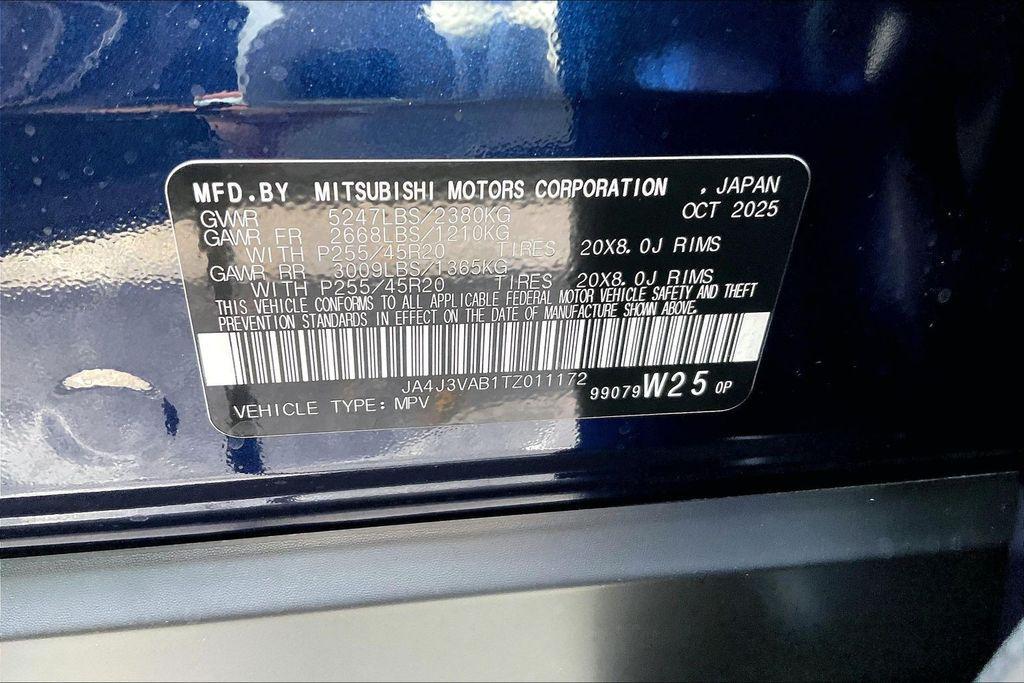 MFD.BY MITSUBISHI MOTORS CORPORATION , JAPAN
OCT 2025
GVWR 5247LBS/2380KG
GAWR FR 2668LBS/1210KG
WITH P255/45R20 TIRES 20X8.0J RIMS
GAWR RR 3009LBS/1365KG
WITH P255/45R20 TIRES 20X8.0J RIMS
THIS VEHICLE CONFORMS TO ALL APPLICABLE FEDERAL MOTOR VEHICLE SAFETY AND THEFT
PREVENTION STANDARDS IN EFFECT ON THE DATE OF MANUFACTURE SHOWN ABOVE.
JA4J3VAB1TZ011172
VEHICLE TYPE: MPV 99079W25 0P